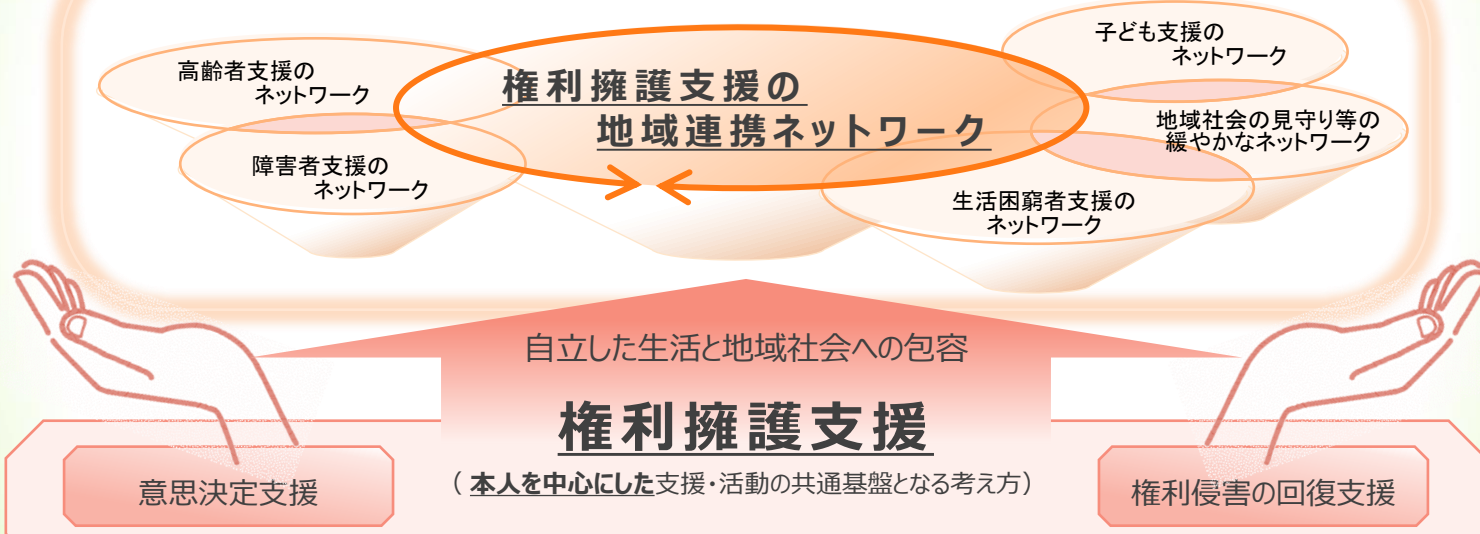 高齢者支援の
ネットワーク
障害者支援の
ネットワーク
権利擁護支援の
地域連携ネットワーク
子ども支援の
ネットワーク
地域社会の見守り等の
緩やかなネットワーク
生活困窮者支援の
ネットワーク
自立した生活と地域社会への包容
権利擁護支援
（本人を中心にした支援・活動の共通基盤となる考え方）
意思決定支援
権利侵害の回復支援